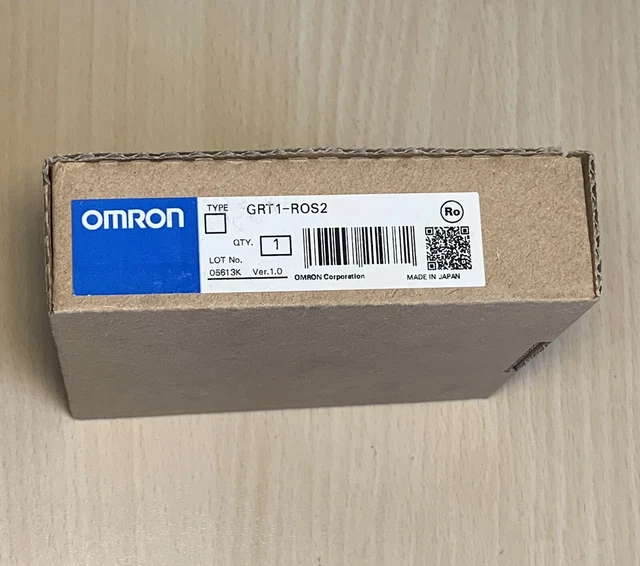 OMRON
TYPE GRT1-ROS2
Ro
QTY. 1
LOT No.
05613K Ver.1.0 OMRON Corporation MADE IN JAPAN